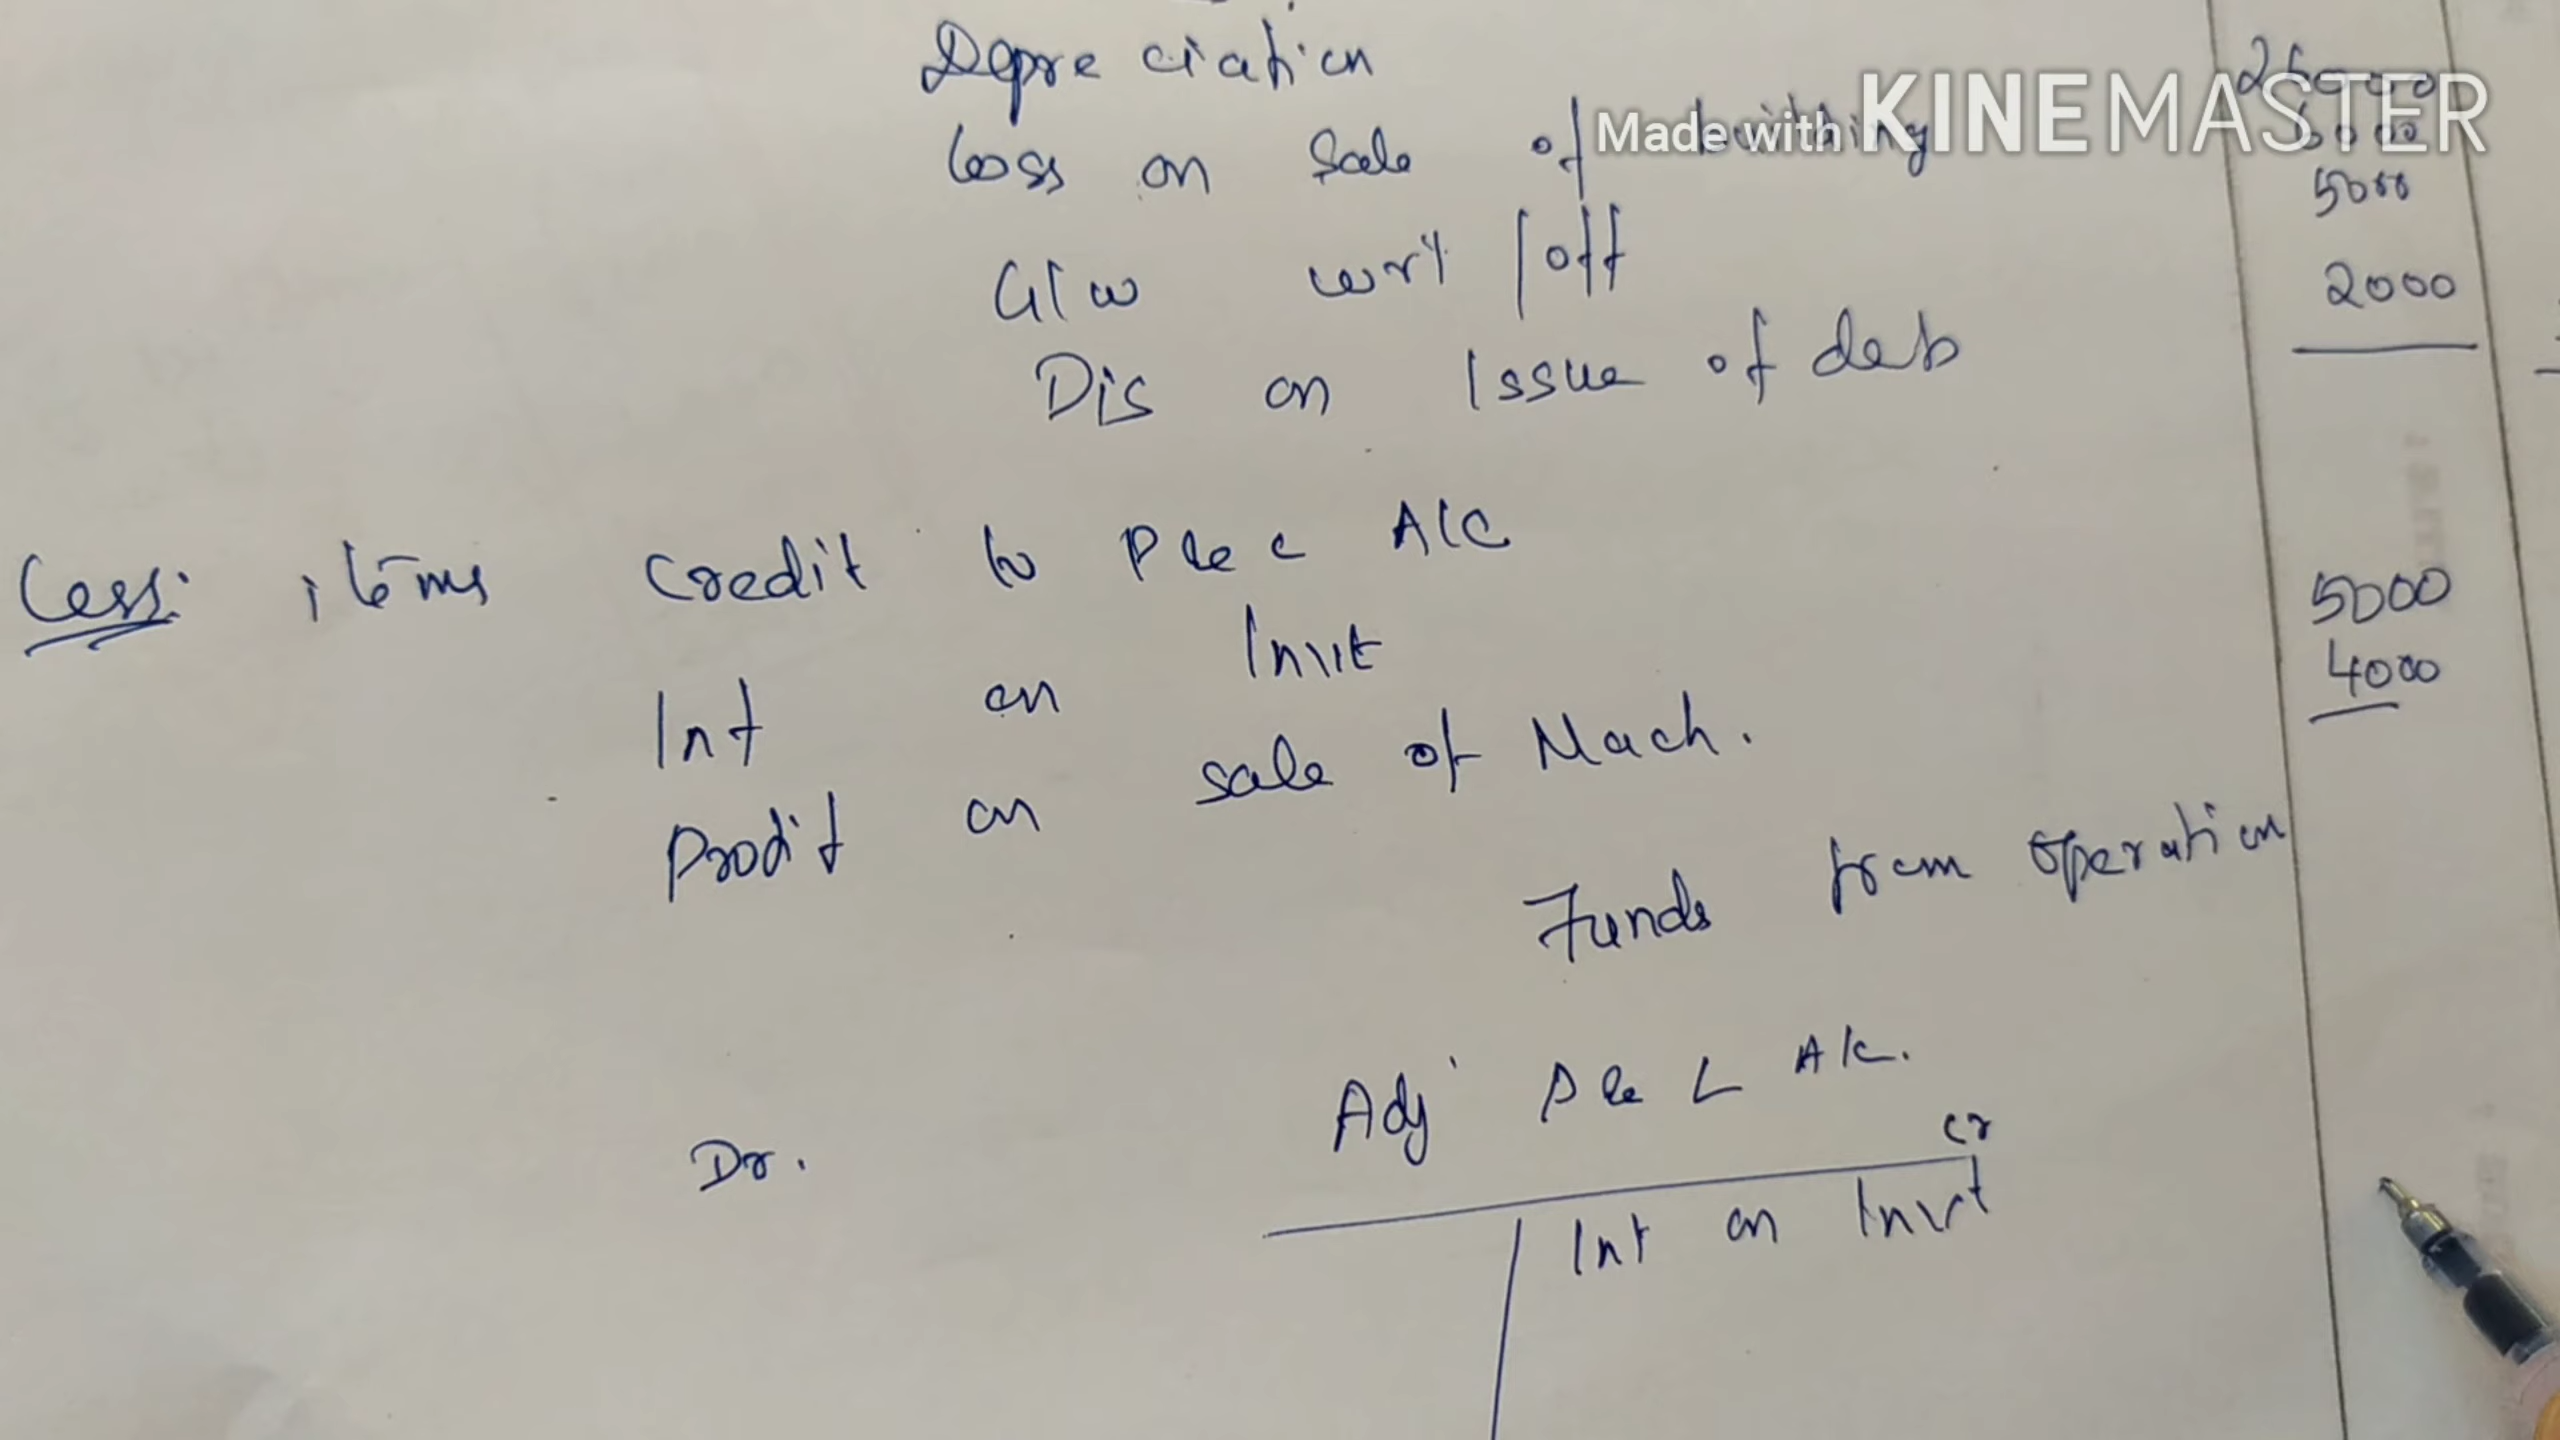 Depreciation
Loss on Sale of building
5000
G/w wrt/off
2000
Dis on Issue of deb
Made with KINEMASTER
Less: items credit to P & L A/C
5000
Int on Invt
4000
Profit on sale of Mach.
Funds from operation
Adj P & L A/c.
Dr. Cr
Int on Invt